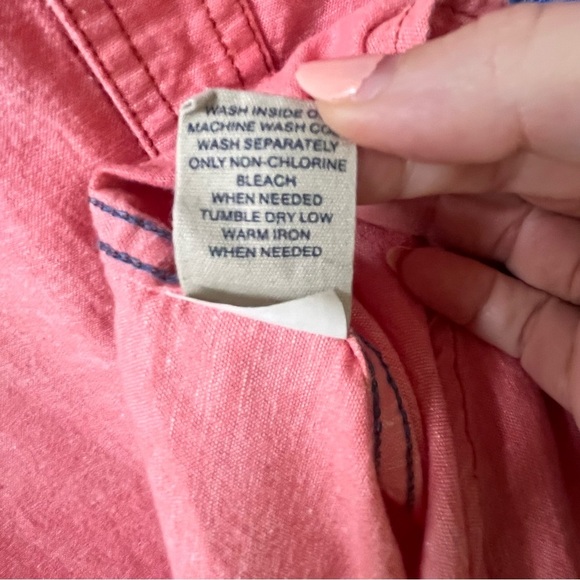 WASH INSIDE
MACHINE WASH
WASH SEPARATELY
ONLY NON-CHLORINE
BLEACH
WHEN NEEDED
TUMBLE DRY LOW
WARM IRON
WHEN NEEDED